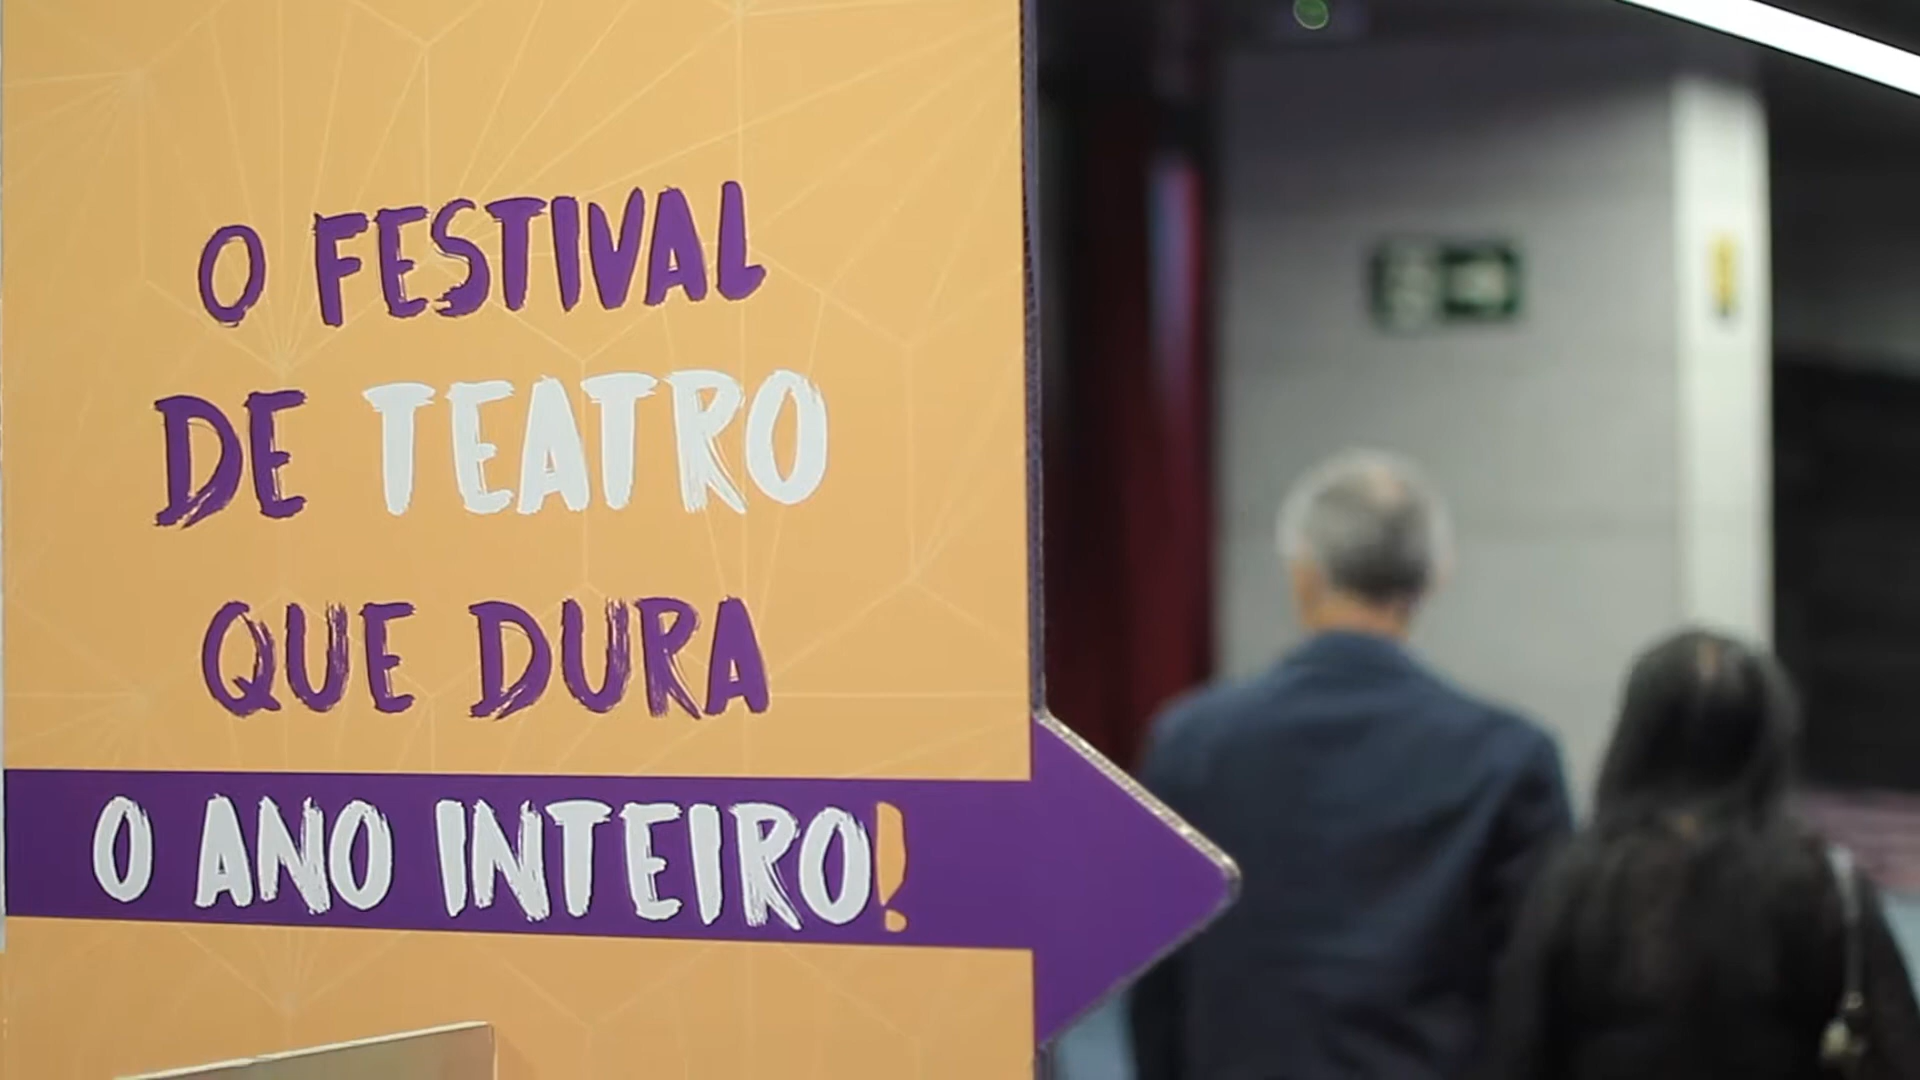 O FESTIVAL
DE TEATRO
QUE DURA
O ANO INTEIRO!